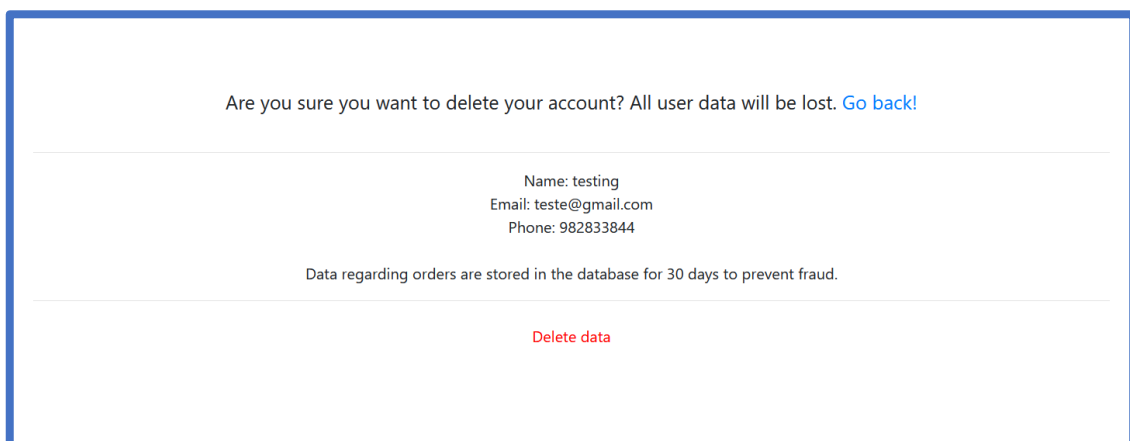 Are you sure you want to delete your account? All user data will be lost. Go back!
Name: testing
Email: teste@gmail.com
Phone: 982833844
Data regarding orders are stored in the database for 30 days to prevent fraud.
Delete data